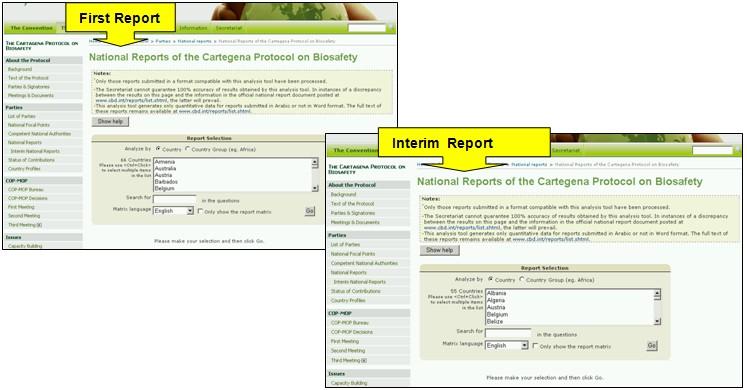 First Report
The Convention
Information
Secretariat
Parties > National reports > National Reports of the Cartegena Protocol on Biosafety
THE CARTAGENA PROTOCOL ON
BIOSAFETY
About the Protocol
Background
Text of the Protocol
Parties & Signatories
Meetings & Documents
Parties
List of Parties
National Focal Points
Competent National Authorities
National Reports
Interim National Reports
Status of Contributions
Country Profiles
COP-MOP
COP-MOP Bureau
COP-MOP Decisions
First Meeting
Second Meeting
Third Meeting
Issues
Capacity Building
National Reports of the Cartegena Protocol on Biosafety
Notes:
-Only those reports submitted in a format compatible with this analysis tool have been processed.
-The Secretariat cannot guarantee 100% accuracy of results obtained by this analysis tool. In instances of a discrepancy
between the results on this page and the information in the official national report document posted at
www.cbd.int/reports/list.shtml, the latter will prevail.
-This analysis tool generates only quantitative data for reports submitted in Arabic or not in Word format. The full text of
these reports remains available at www.cbd.int/reports/list.shtml.
Show help
Report Selection
Analyze by Country Country Group (eg. Africa)
66 Countries
Please use <Ctrl+Click>
to select multiple items
in the list
Armenia
Australia
Austria
Barbados
Belgium
Search for in the questions
Matrix language English Only show the report matrix Go
Please make your selection and then click Go.
Interim Report
The Convention
Secretariat
National reports > National Reports of the Cartegena Protocol on Biosafety
THE CARTAGENA PROTOCOL ON
BIOSAFETY
About the Protocol
Background
Text of the Protocol
Parties & Signatories
Meetings & Documents
Parties
List of Parties
National Focal Points
Competent National Authorities
National Reports
Interim National Reports
Status of Contributions
Country Profiles
COP-MOP
COP-MOP Bureau
COP-MOP Decisions
First Meeting
Second Meeting
Third Meeting
Issues
Capacity Building
National Reports of the Cartegena Protocol on Biosafety
Notes:
-Only those reports submitted in a format compatible with this analysis tool have been processed.
-The Secretariat cannot guarantee 100% accuracy of results obtained by this analysis tool. In instances of a discrepancy
between the results on this page and the information in the official national report document posted at
www.cbd.int/reports/list.shtml, the latter will prevail.
-This analysis tool generates only quantitative data for reports submitted in Arabic or not in Word format. The full text of
these reports remains available at www.cbd.int/reports/list.shtml.
Show help
Report Selection
Analyze by Country Country Group (eg. Africa)
55 Countries
Please use <Ctrl+Click>
to select multiple items
in the list
Albania
Algeria
Austria
Belgium
Belize
Search for in the questions
Matrix language English Only show the report matrix Go
Please make your selection and then click Go.